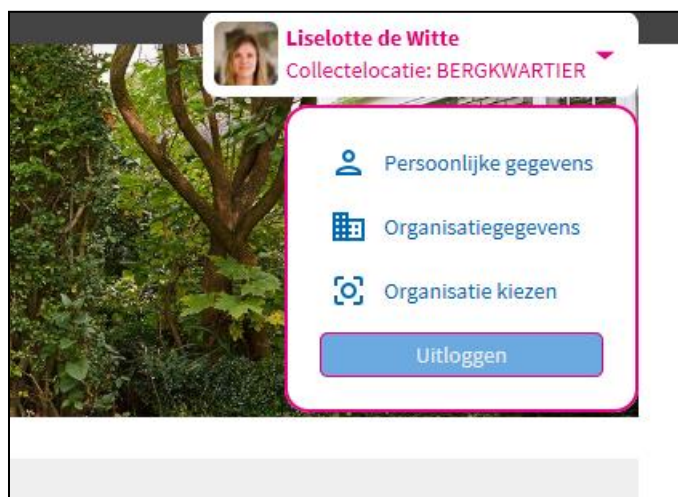 Liselotte de Witte
Collectelocatie: BERGKWARTIER
Persoonlijke gegevens
Organisatiegegevens
Organisatie kiezen
Uitloggen